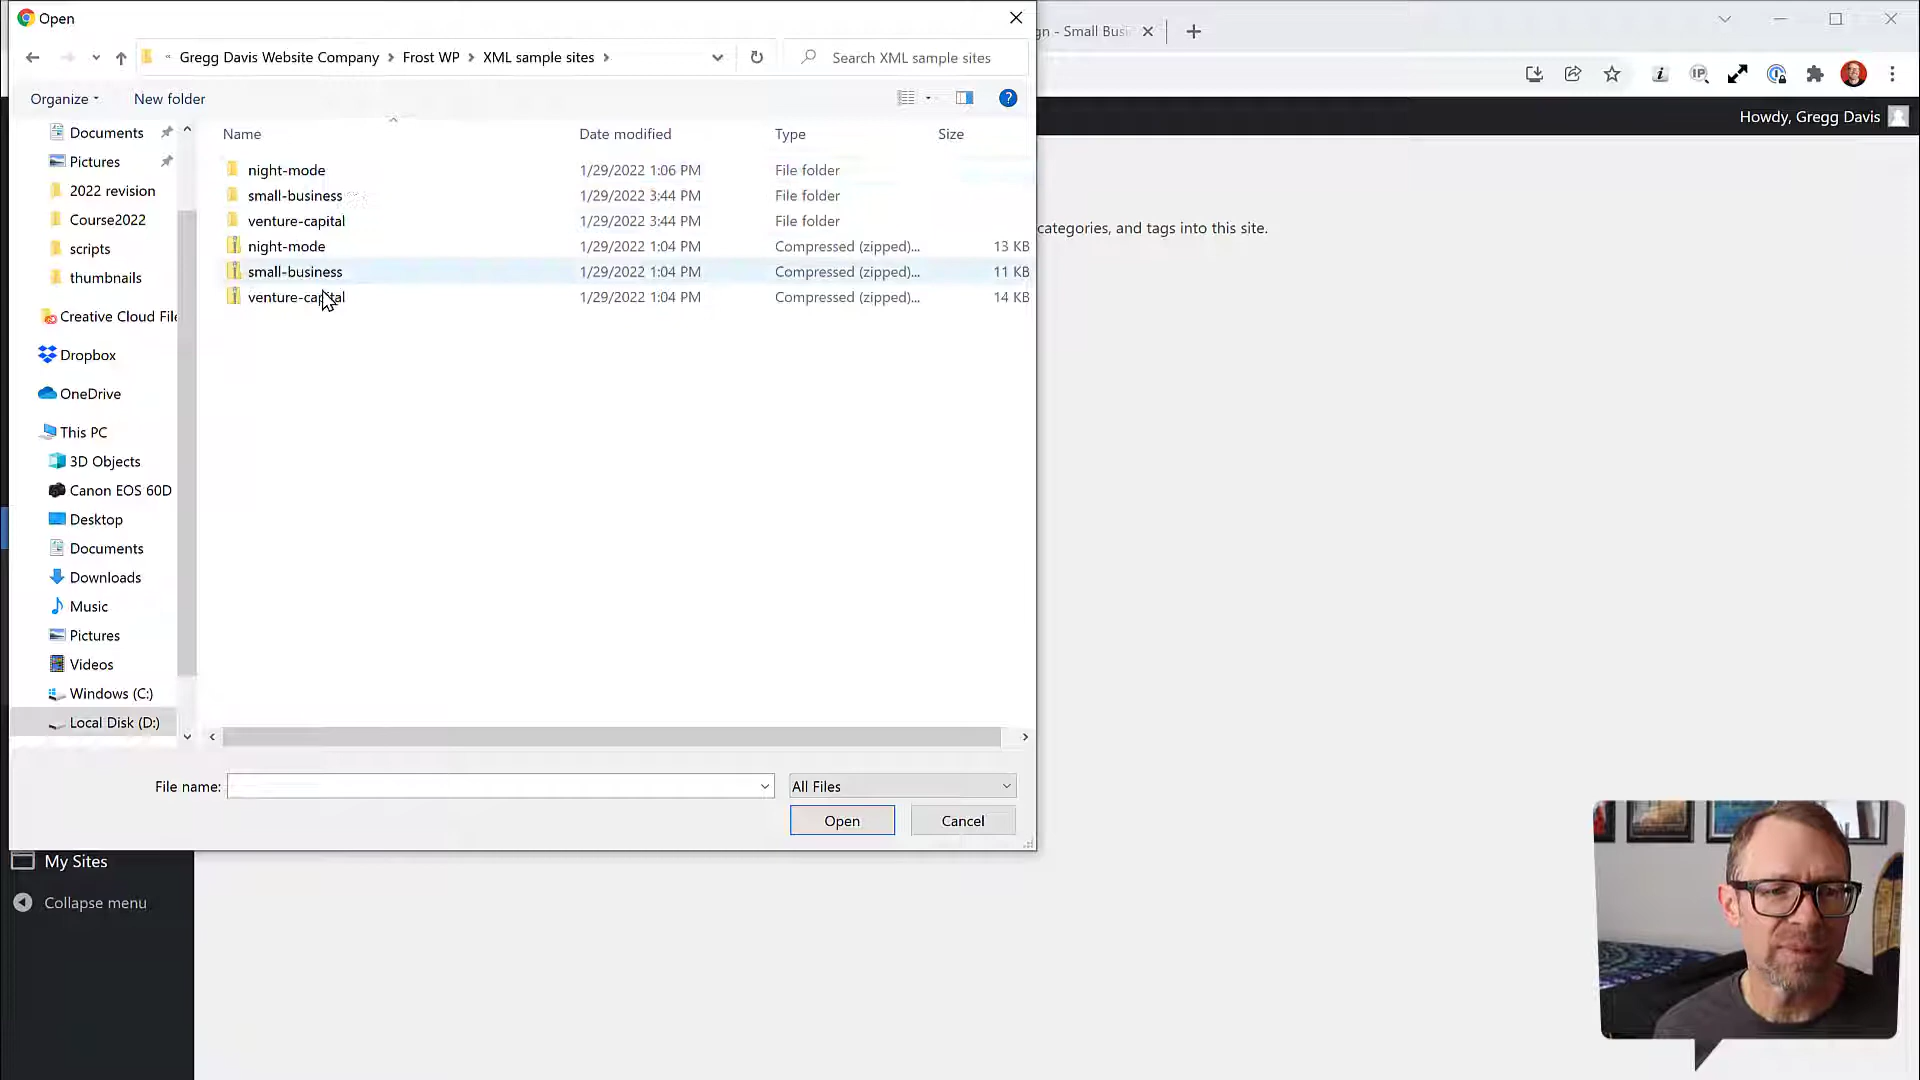 Open
gn - Small Busi
« Gregg Davis Website Company > Frost WP > XML sample sites >
Search XML sample sites
Organize
New folder
?
Howdy, Gregg Davis
Name Date modified Type Size
night-mode 1/29/2022 1:06 PM File folder
small-business 1/29/2022 3:44 PM File folder
venture-capital 1/29/2022 3:44 PM File folder
night-mode 1/29/2022 1:04 PM Compressed (zipped)... 13 KB
small-business 1/29/2022 1:04 PM Compressed (zipped)... 11 KB
venture-capital 1/29/2022 1:04 PM Compressed (zipped)... 14 KB
categories, and tags into this site.
Documents
Pictures
2022 revision
Course2022
scripts
thumbnails
Creative Cloud File
Dropbox
OneDrive
This PC
3D Objects
Canon EOS 60D
Desktop
Documents
Downloads
Music
Pictures
Videos
Windows (C:)
Local Disk (D:)
File name:
All Files
Open
Cancel
My Sites
Collapse menu